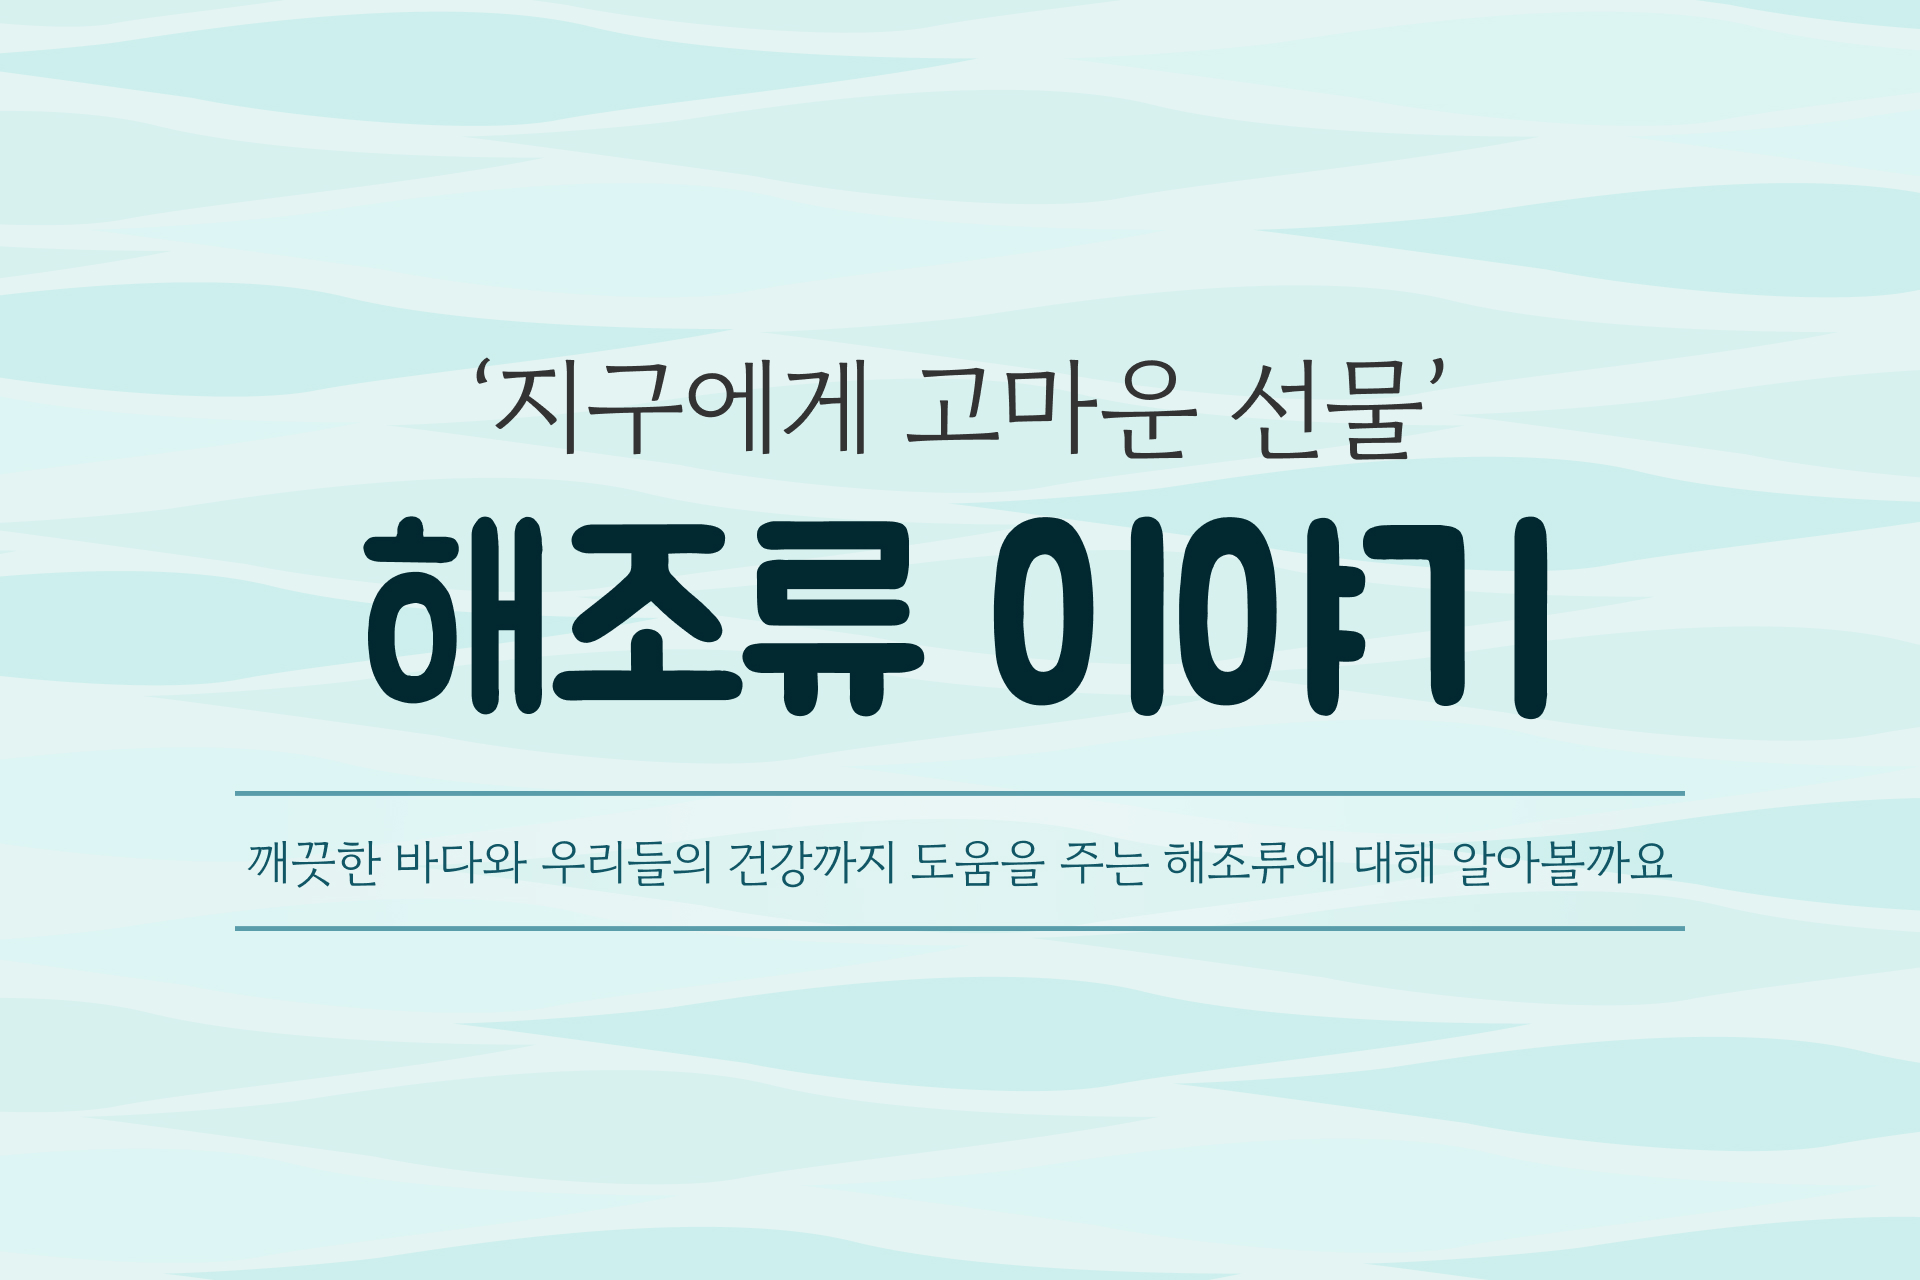 ‘지구에게 고마운 선물’
해조류 이야기
깨끗한 바다와 우리들의 건강까지 도움을 주는 해조류에 대해 알아볼까요